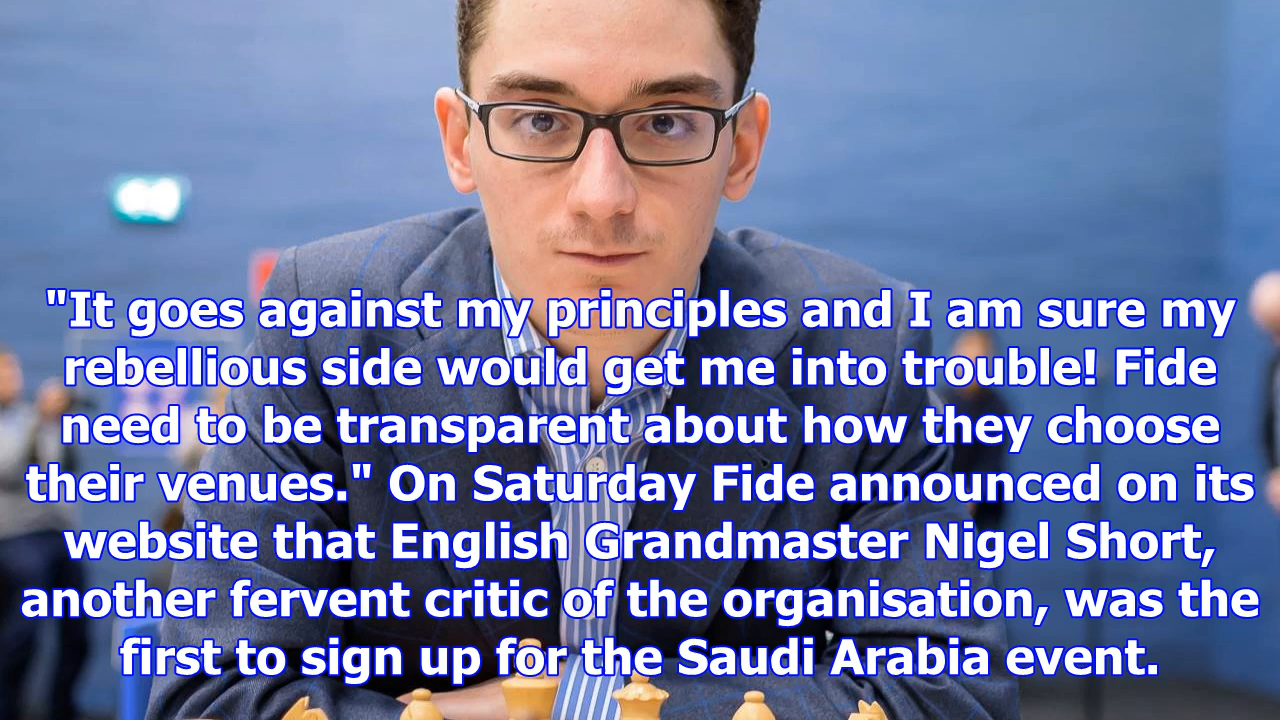 "It goes against my principles and I am sure my
rebellious side would get me into trouble! Fide
need to be transparent about how they choose
their venues." On Saturday Fide announced on its
website that English Grandmaster Nigel Short,
another fervent critic of the organisation, was the
first to sign up for the Saudi Arabia event.